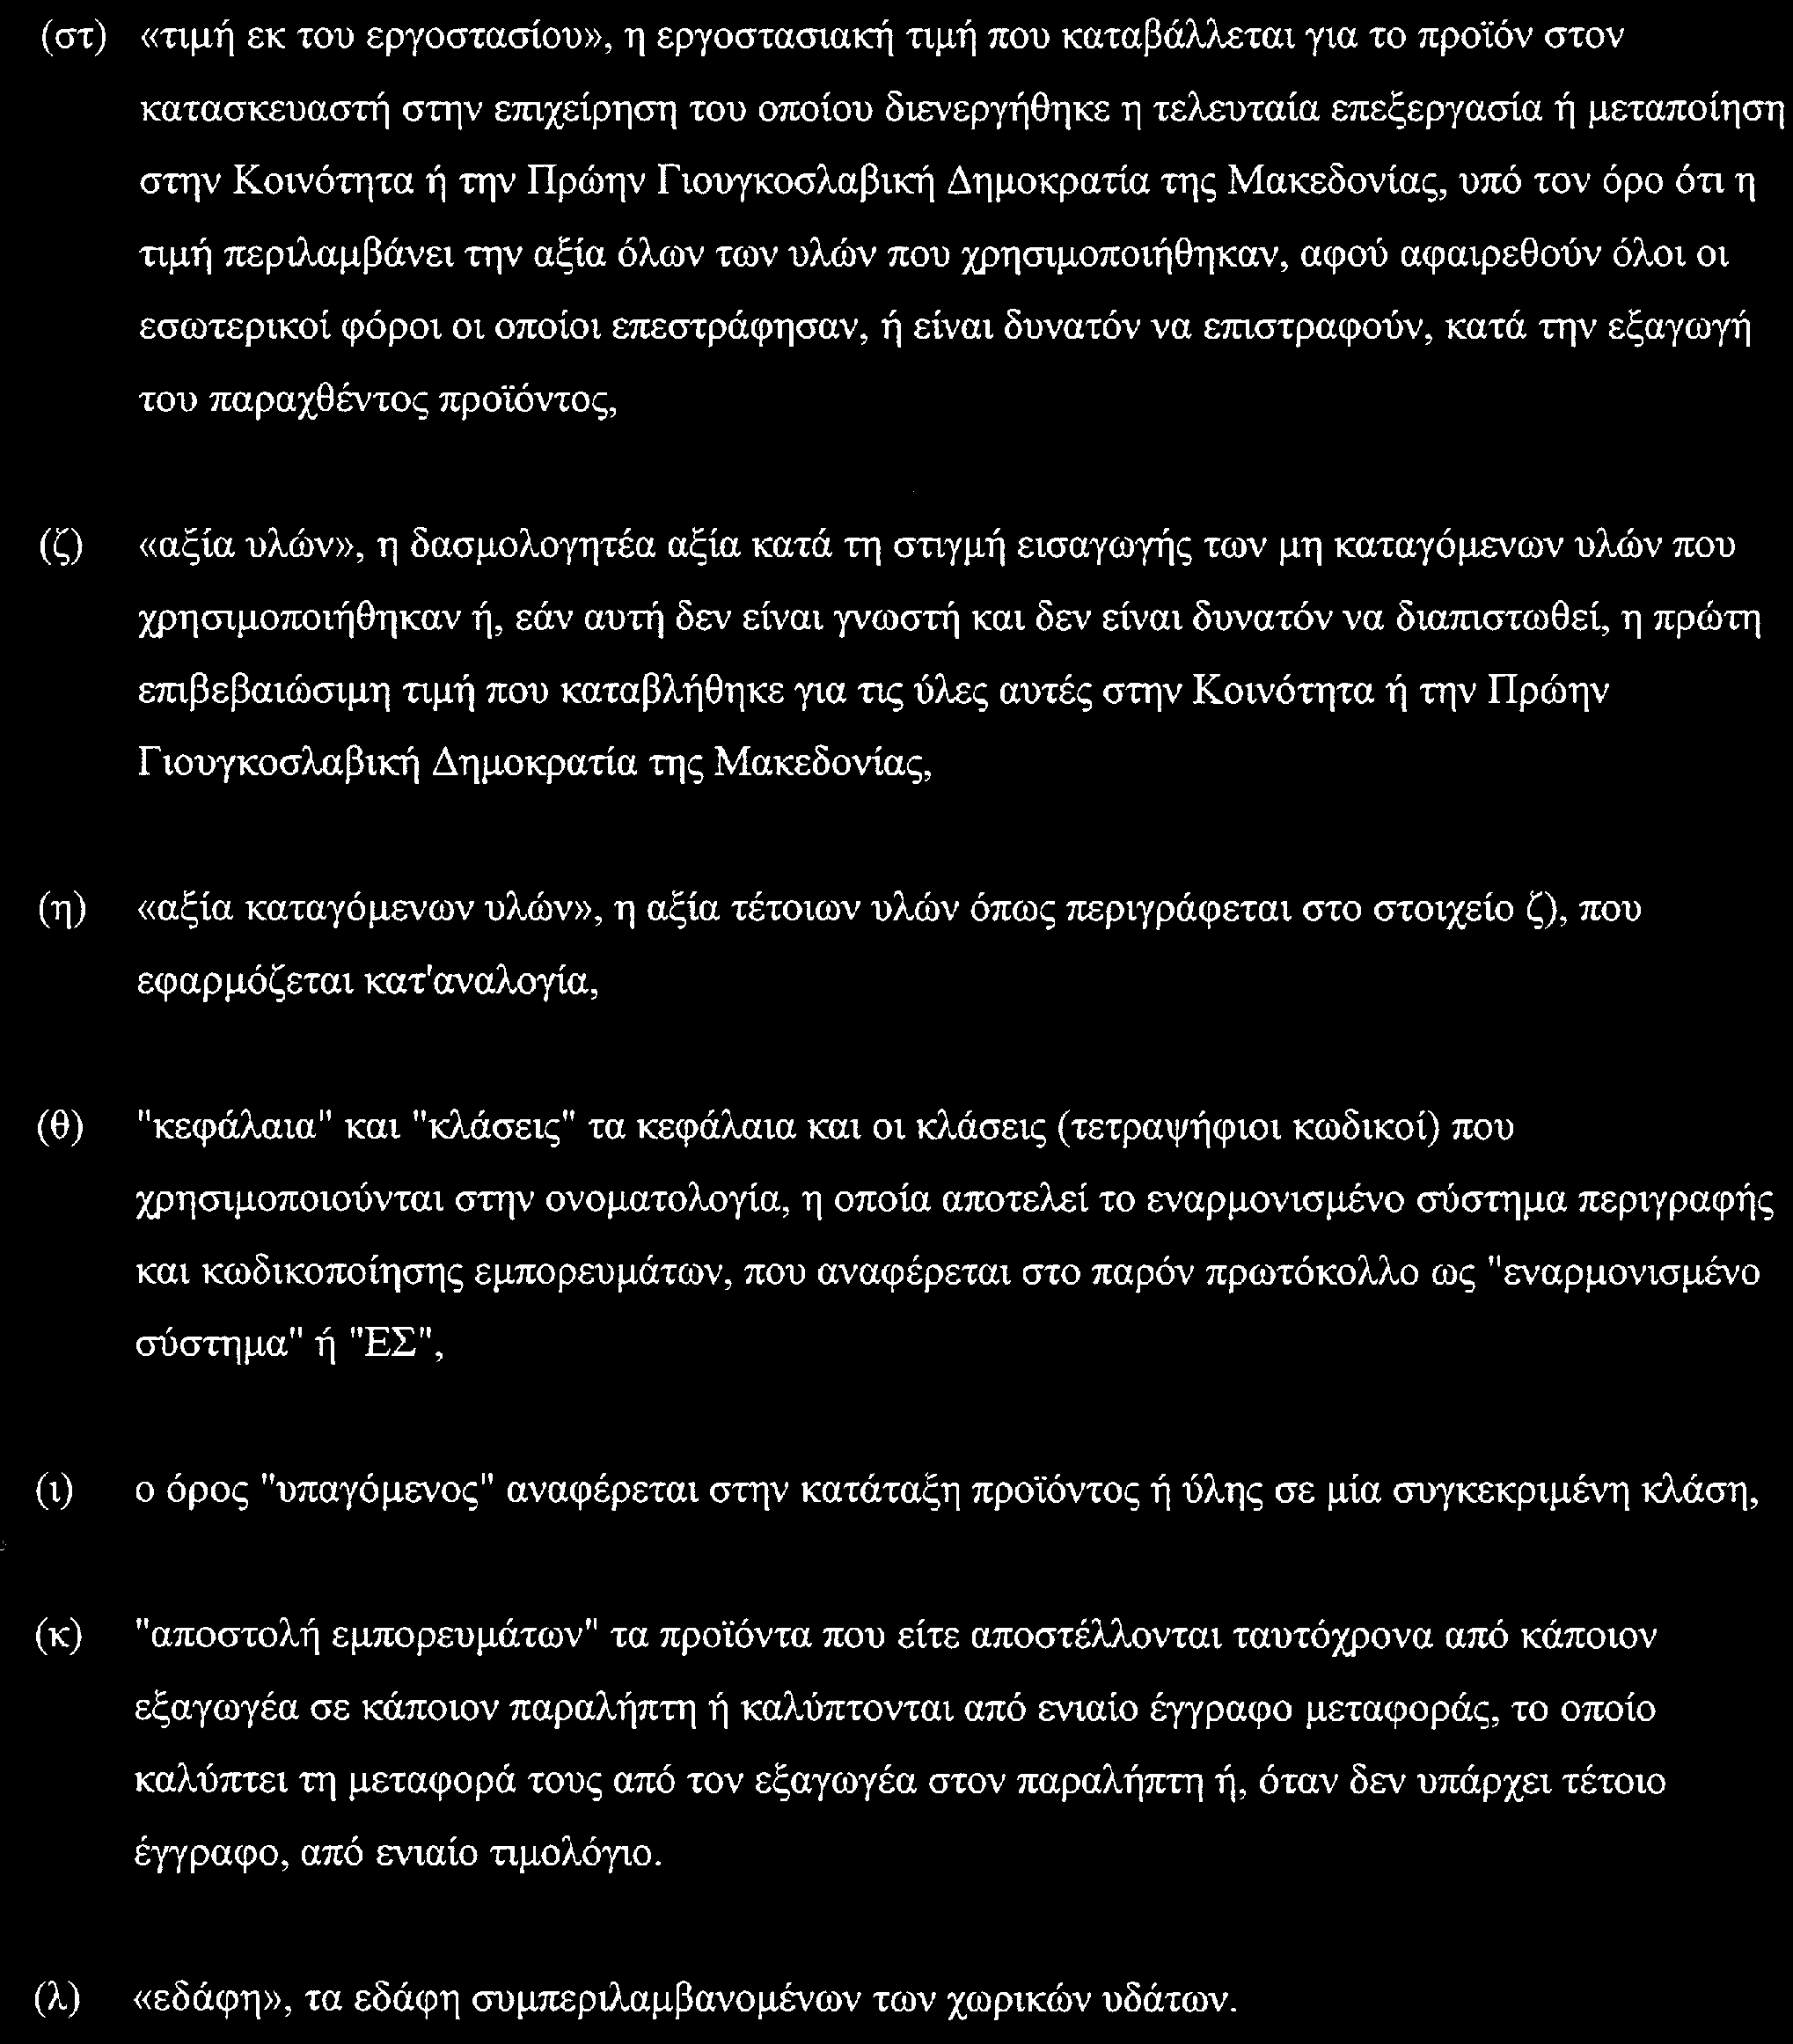 (στ) «τιμή εκ του εργοστασίου», η εργοστασιακή τιμή που καταβάλλεται για το προϊόν στον
κατασκευαστή στην επιχείρηση του οποίου διενεργήθηκε η τελευταία επεξεργασία ή μεταποίηση
στην Κοινότητα ή την Πρώην Γιουγκοσλαβική Δημοκρατία της Μακεδονίας, υπό τον όρο ότι η
τιμή περιλαμβάνει την αξία όλων των υλών που χρησιμοποιήθηκαν, αφού αφαιρεθούν όλοι οι
εσωτερικοί φόροι οι οποίοι επεστράφησαν, ή είναι δυνατόν να επιστραφούν, κατά την εξαγωγή
του παραχθέντος προϊόντος,
(ζ) «αξία υλών», η δασμολογητέα αξία κατά τη στιγμή εισαγωγής των μη καταγόμενων υλών που
χρησιμοποιήθηκαν ή, εάν αυτή δεν είναι γνωστή και δεν είναι δυνατόν να διαπιστωθεί, η πρώτη
επιβεβαιώσιμη τιμή που καταβλήθηκε για τις ύλες αυτές στην Κοινότητα ή την Πρώην
Γιουγκοσλαβική Δημοκρατία της Μακεδονίας,
(η) «αξία καταγόμενων υλών», η αξία τέτοιων υλών όπως περιγράφεται στο στοιχείο ζ), που
εφαρμόζεται κατ'αναλογία,
(θ) "κεφάλαια" και "κλάσεις" τα κεφάλαια και οι κλάσεις (τετραψήφιοι κωδικοί) που
χρησιμοποιούνται στην ονοματολογία, η οποία αποτελεί το εναρμονισμένο σύστημα περιγραφής
και κωδικοποίησης εμπορευμάτων, που αναφέρεται στο παρόν πρωτόκολλο ως "εναρμονισμένο
σύστημα" ή "ΕΣ",
(ι) ο όρος "υπαγόμενος" αναφέρεται στην κατάταξη προϊόντος ή ύλης σε μία συγκεκριμένη κλάση,
(κ) "αποστολή εμπορευμάτων" τα προϊόντα που είτε αποστέλλονται ταυτόχρονα από κάποιον
εξαγωγέα σε κάποιον παραλήπτη ή καλύπτονται από ενιαίο έγγραφο μεταφοράς, το οποίο
καλύπτει τη μεταφορά τους από τον εξαγωγέα στον παραλήπτη ή, όταν δεν υπάρχει τέτοιο
έγγραφο, από ενιαίο τιμολόγιο.
(λ) «εδάφη», τα εδάφη συμπεριλαμβανομένων των χωρικών υδάτων.